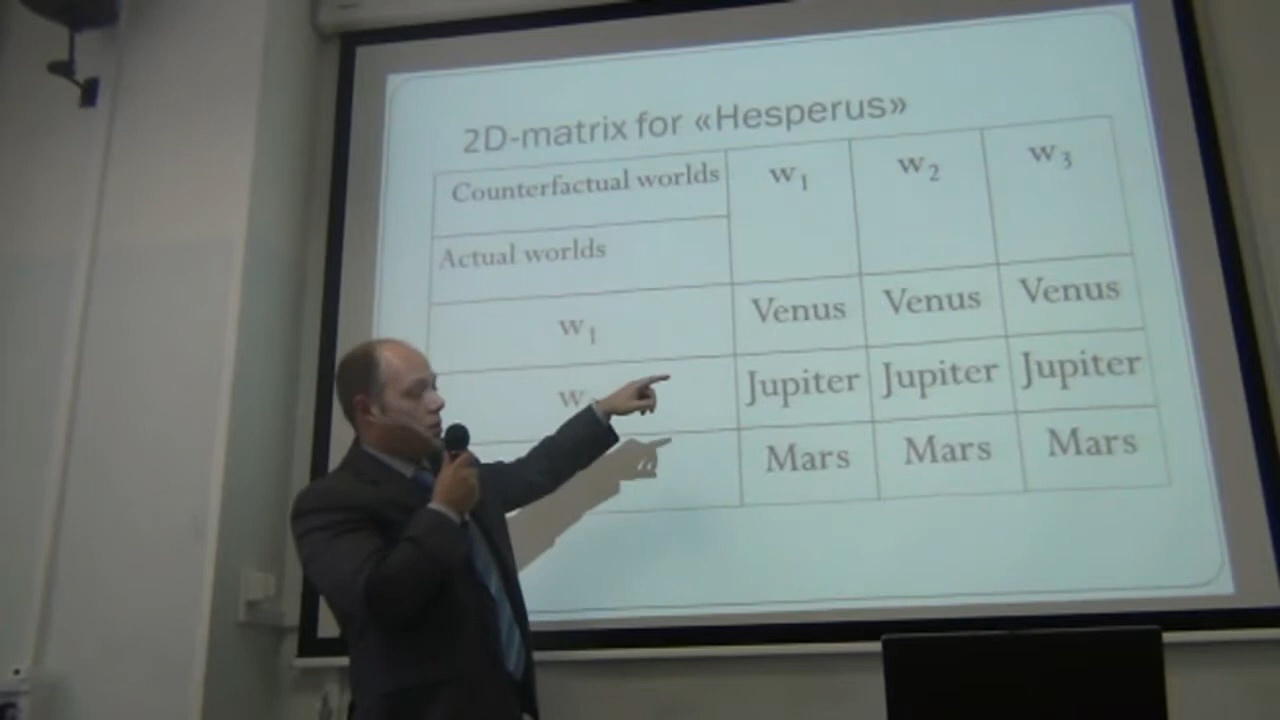 2D-matrix for «Hesperus»
Counterfactual worlds w1 w2 w3
Actual worlds
w1 Venus Venus Venus
w Jupiter Jupiter Jupiter
Mars Mars Mars